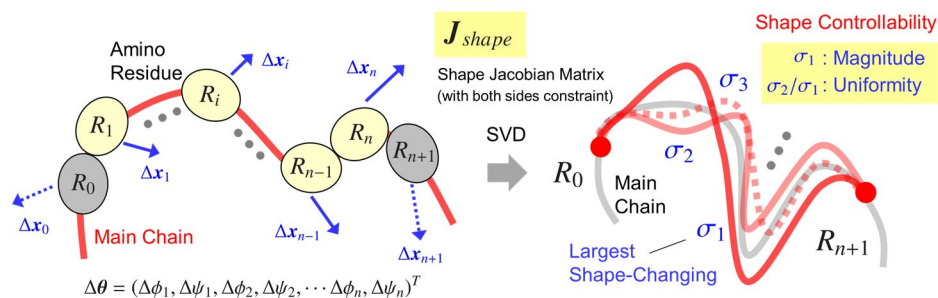 Amino
Residue
Δx_i
R_i
R_1
Δx_1
R_0
Δx_0
Main Chain
Δx_n
R_n
R_{n-1}
R_{n+1}
Δx_{n-1}
Δx_{n+1}
Δθ = (Δϕ_1, Δψ_1, Δϕ_2, Δψ_2, ⋯ Δϕ_n, Δψ_n)^T
J_{shape}
Shape Jacobian Matrix
(with both sides constraint)
SVD
Shape Controllability
σ_1 : Magnitude
σ_2/σ_1 : Uniformity
σ_3
σ_2
R_0
Main
Chain
σ_1
Largest
Shape-Changing
R_{n+1}